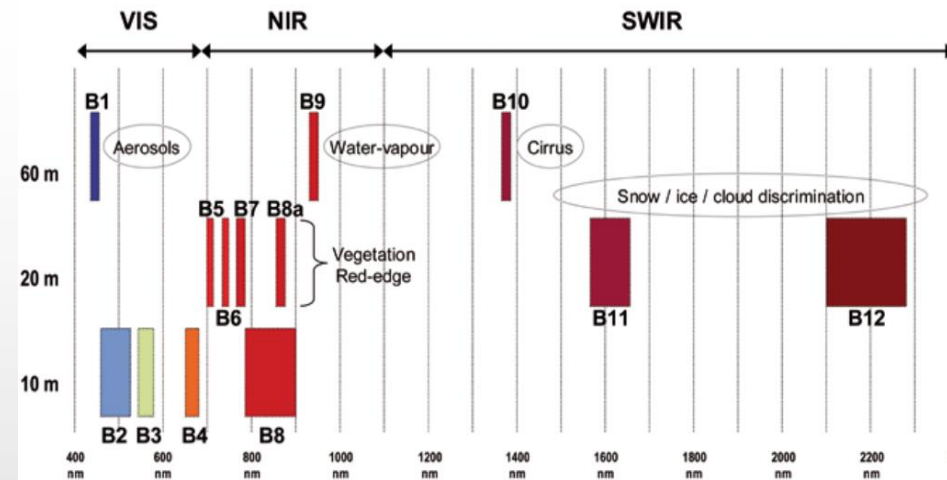 VIS NIR SWIR
B1 B9 B10
Aerosols Water-vapour Cirrus
60 m
Snow / ice / cloud discrimination
B5 B7 B8a
Vegetation
Red-edge
20 m
B6 B11 B12
10 m
B2 B3 B4 B8
400 600 800 1000 1200 1400 1600 1800 2000 2200
nm nm nm nm nm nm nm nm nm nm